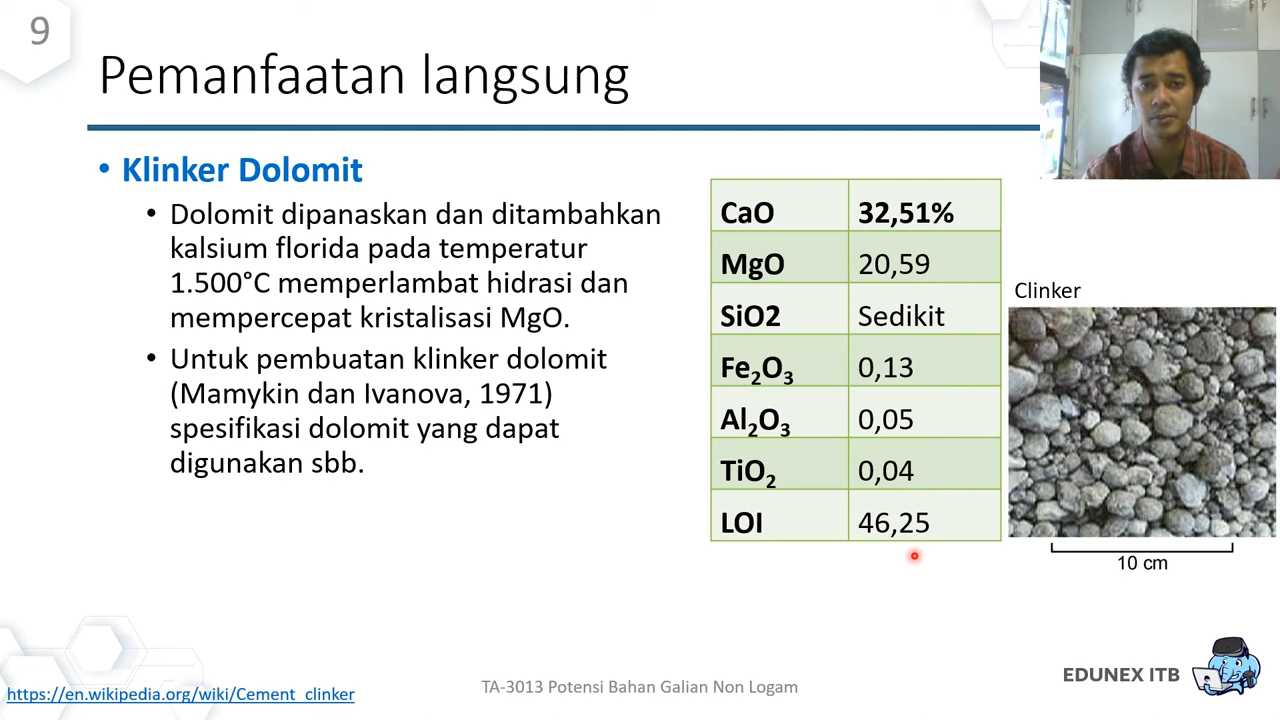 9
Pemanfaatan langsung
• Klinker Dolomit
• Dolomit dipanaskan dan ditambahkan
kalsium florida pada temperatur
1.500°C memperlambat hidrasi dan
mempercepat kristalisasi MgO.
• Untuk pembuatan klinker dolomit
(Mamykin dan Ivanova, 1971)
spesifikasi dolomit yang dapat
digunakan sbb.
CaO 32,51%
MgO 20,59
SiO2 Sedikit
Fe₂O₃ 0,13
Al₂O₃ 0,05
TiO₂ 0,04
LOI 46,25
Clinker
10 cm
https://en.wikipedia.org/wiki/Cement_clinker
TA-3013 Potensi Bahan Galian Non Logam
EDUNEX ITB